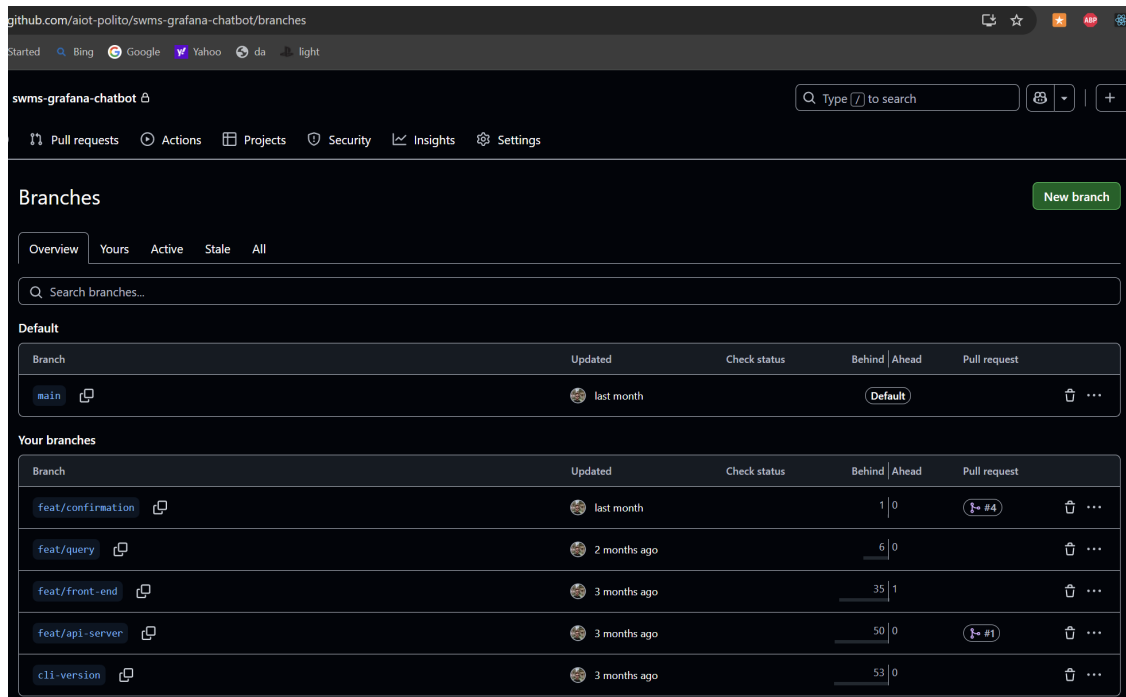 github.com/aiot-polito/swms-grafana-chatbot/branches
ABP
Started Bing Google Yahoo da light
swms-grafana-chatbot Type / to search
Pull requests Actions Projects Security Insights Settings
Branches New branch
Overview Yours Active Stale All
Search branches...
Default
Branch Updated Check status Behind Ahead Pull request
main last month Default
Your branches
Branch Updated Check status Behind Ahead Pull request
feat/confirmation last month 1 0 #4
feat/query 2 months ago 6 0
feat/front-end 3 months ago 35 1
feat/api-server 3 months ago 50 0 #1
cli-version 3 months ago 53 0